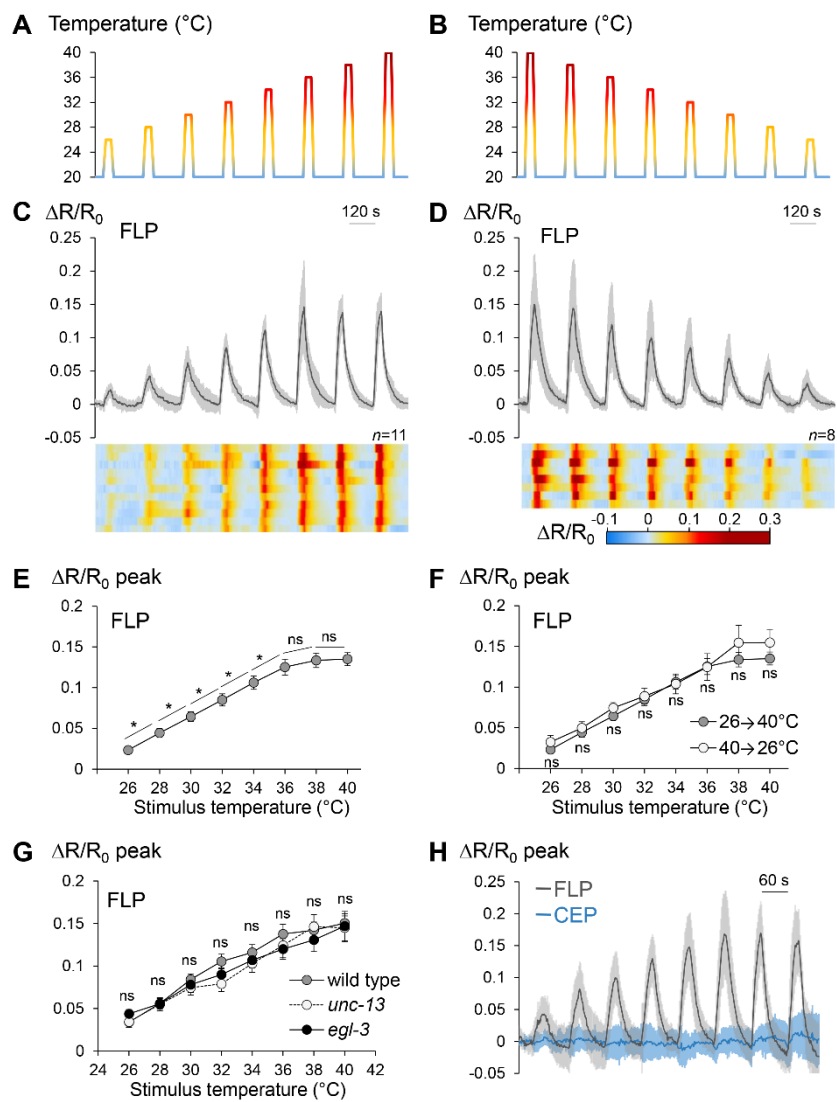 A Temperature (°C)
40
36
32
28
24
20
B Temperature (°C)
40
36
32
28
24
20
C ΔR/R0
120 s
FLP
0.25
0.2
0.15
0.1
0.05
0
-0.05
n=11
D ΔR/R0
120 s
FLP
0.25
0.2
0.15
0.1
0.05
0
-0.05
n=8
-0.1 0 0.1 0.2 0.3
ΔR/R0
E ΔR/R0 peak
FLP
0.2
0.15
0.1
0.05
0
* * * * * ns ns
26 28 30 32 34 36 38 40
Stimulus temperature (°C)
F ΔR/R0 peak
FLP
0.2
0.15
0.1
0.05
0
ns ns ns ns ns ns ns ns
26→40°C
40→26°C
26 28 30 32 34 36 38 40
Stimulus temperature (°C)
G ΔR/R0 peak
FLP
0.2
0.15
0.1
0.05
0
ns ns ns ns ns ns ns ns
wild type
unc-13
egl-3
24 26 28 30 32 34 36 38 40 42
Stimulus temperature (°C)
H ΔR/R0 peak
FLP
CEP
60 s
0.25
0.2
0.15
0.1
0.05
0
-0.05